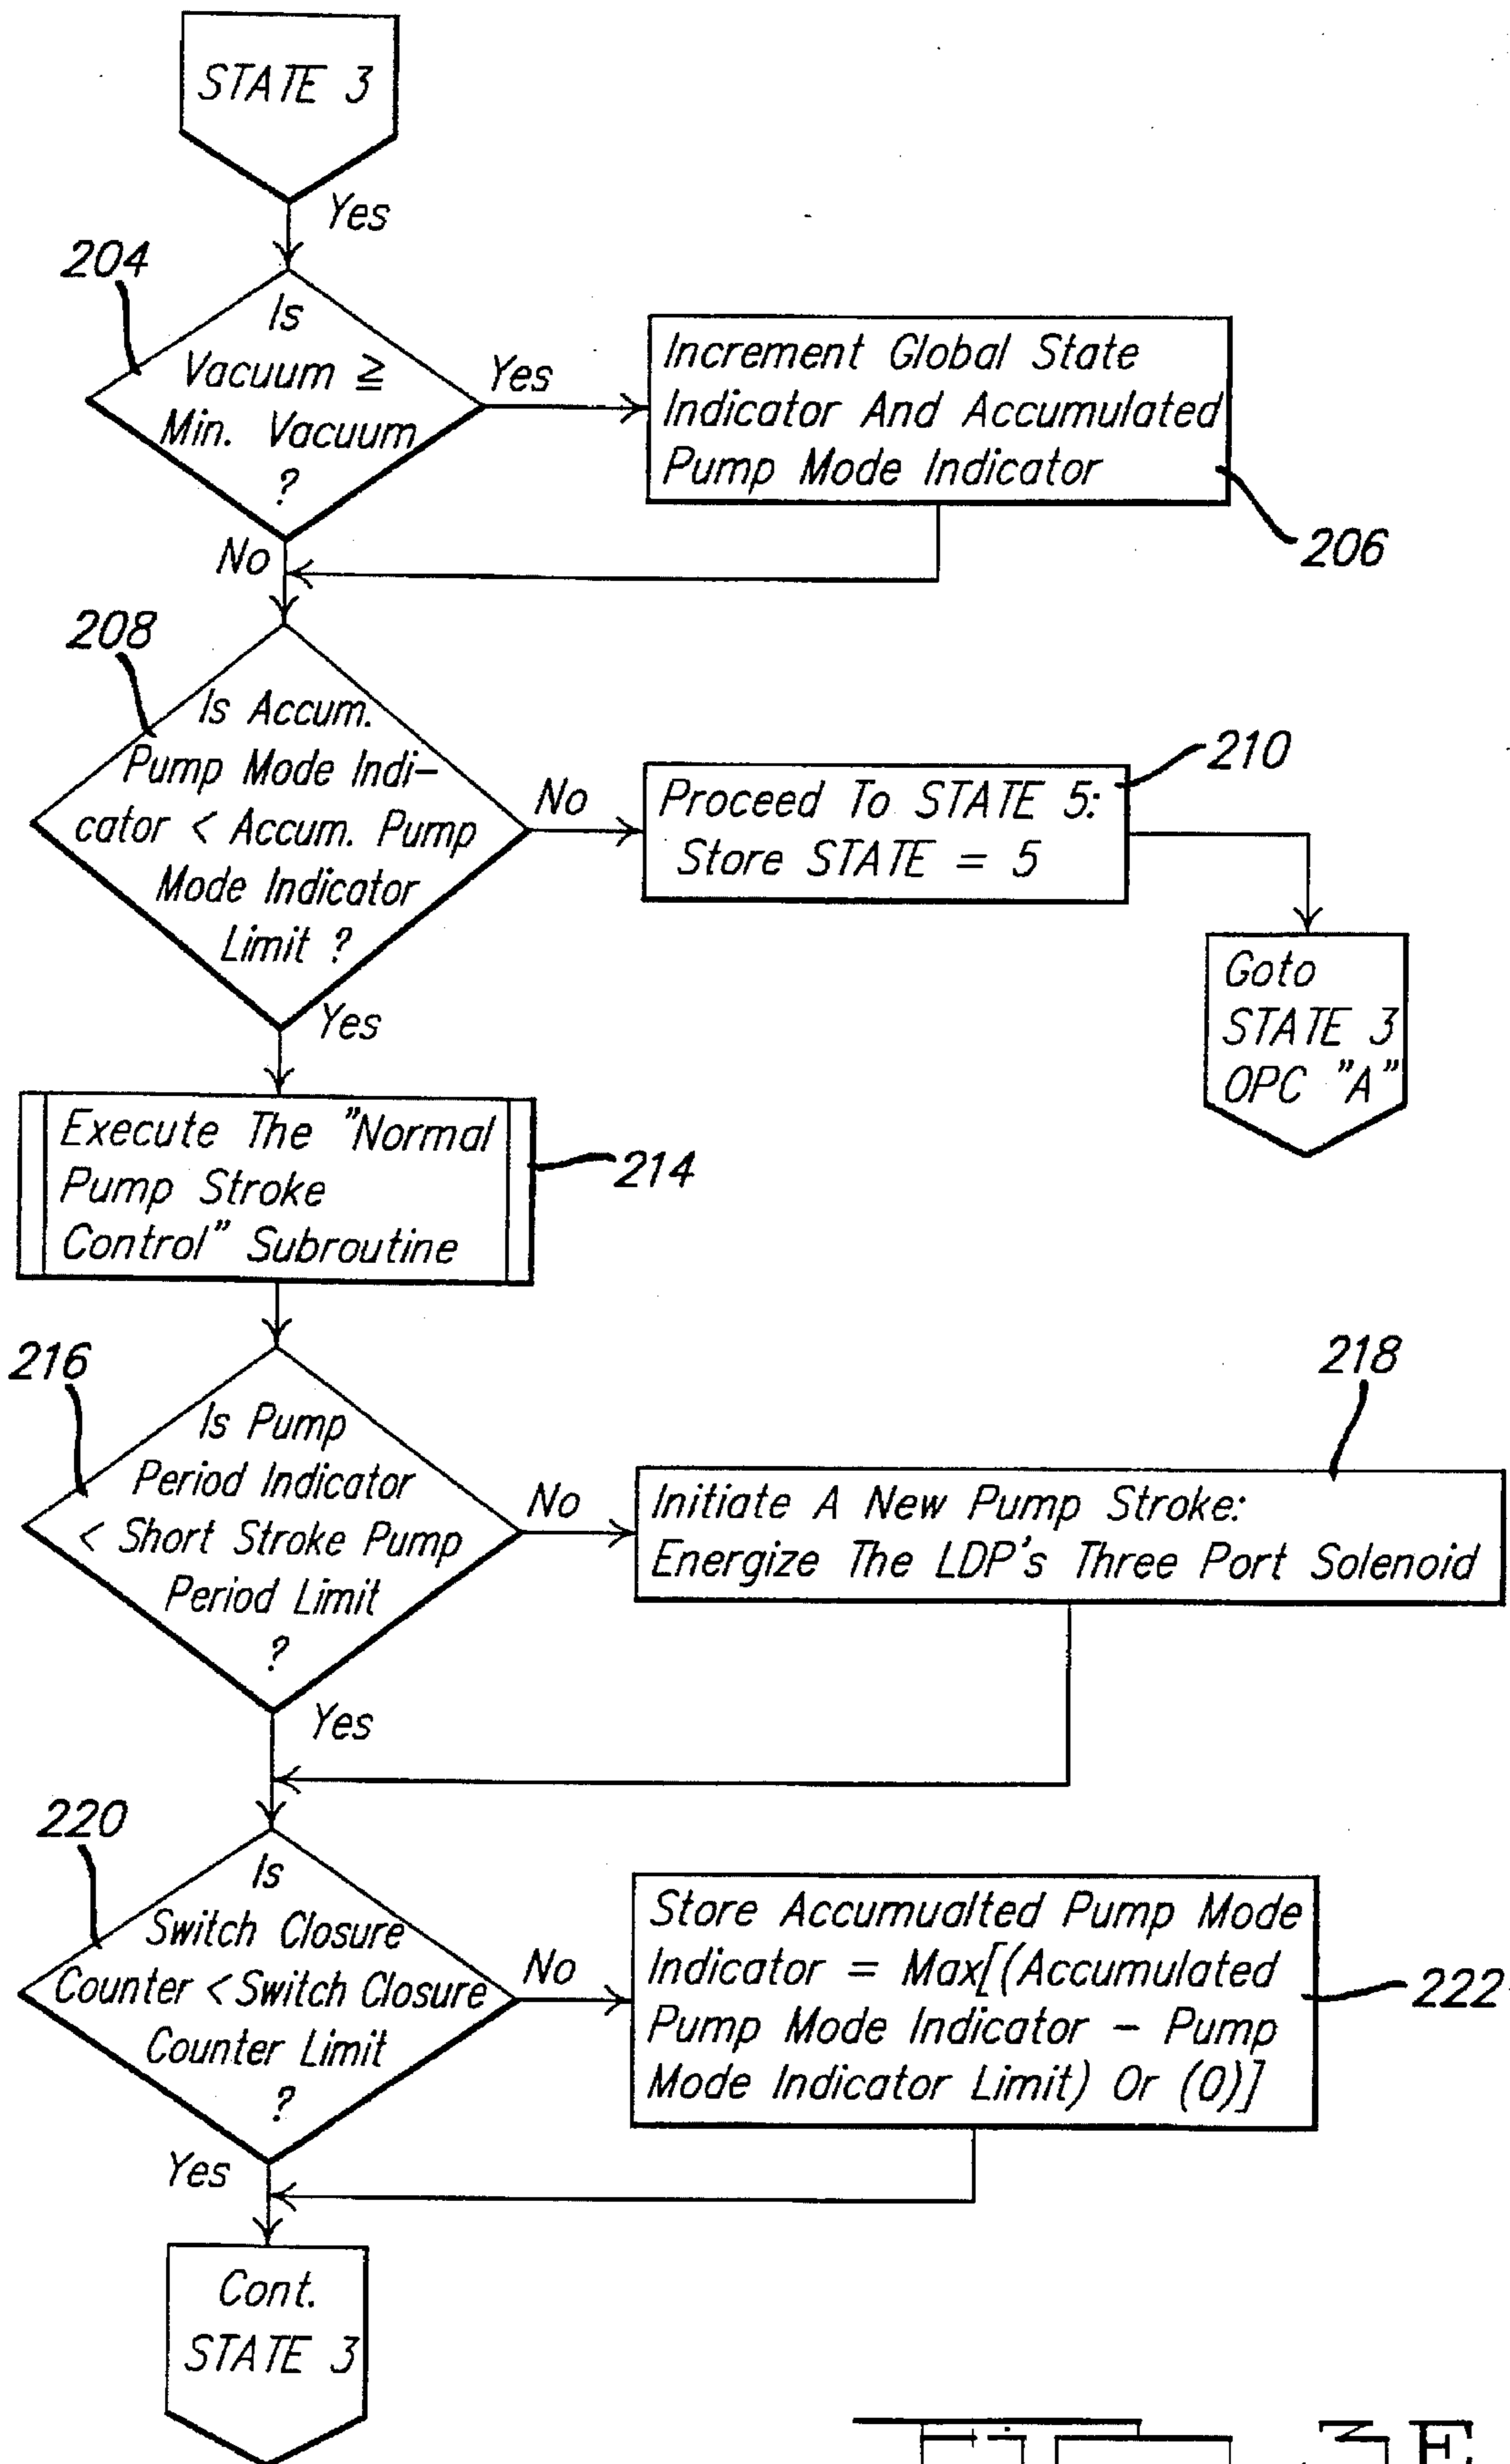 STATE 3
Yes
204
Is
Vacuum ≧
Min. Vacuum
?
Yes
Increment Global State
Indicator And Accumulated
Pump Mode Indicator
206
No
208
Is Accum.
Pump Mode Indi-
cator < Accum. Pump
Mode Indicator
Limit ?
No
Proceed To STATE 5:
Store STATE = 5
210
Goto
STATE 3
OPC "A"
Yes
Execute The "Normal
Pump Stroke
Control" Subroutine
214
216
Is Pump
Period Indicator
< Short Stroke Pump
Period Limit
?
No
218
Initiate A New Pump Stroke:
Energize The LDP's Three Port Solenoid
Yes
220
Is
Switch Closure
Counter < Switch Closure
Counter Limit
?
No
Store Accumualted Pump Mode
Indicator = Max[(Accumulated
Pump Mode Indicator - Pump
Mode Indicator Limit) Or (0)]
222
Yes
Cont.
STATE 3